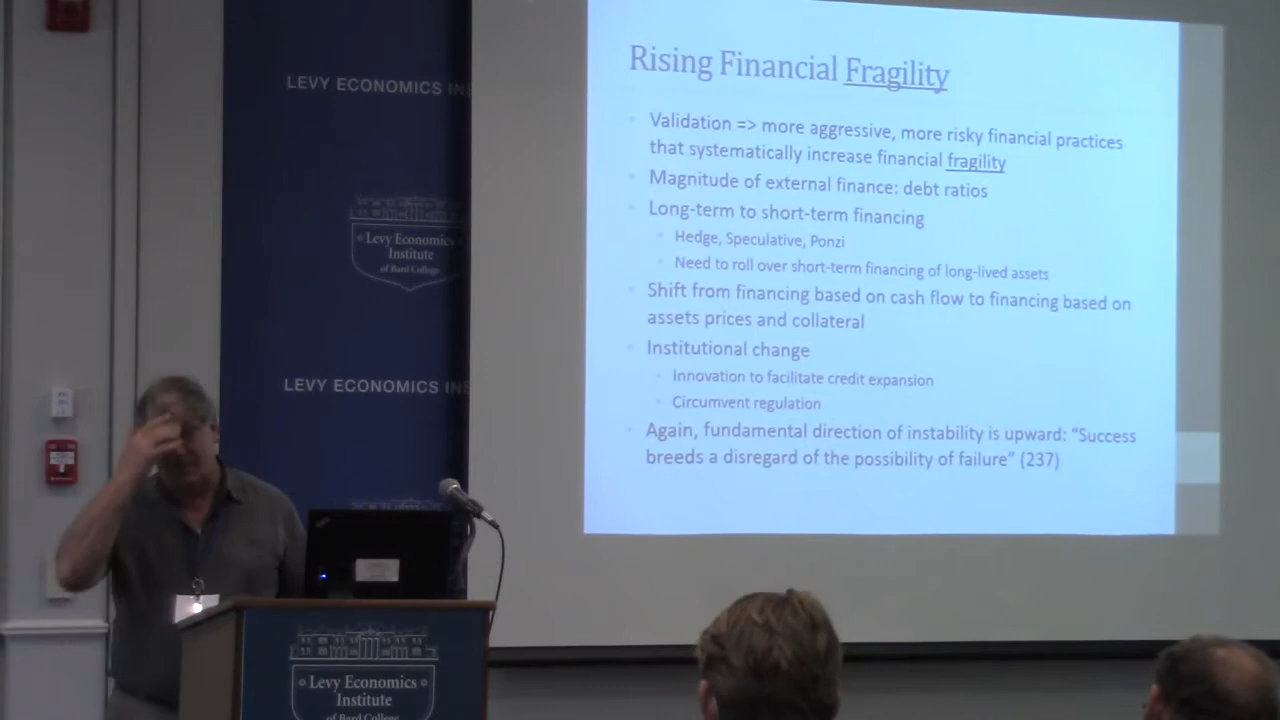 LEVY ECONOMICS
Levy Economics
Institute
of Bard College
LEVY ECONOMICS
Rising Financial Fragility
Validation => more aggressive, more risky financial practices
that systematically increase financial fragility
Magnitude of external finance: debt ratios
Long-term to short-term financing
Hedge, Speculative, Ponzi
Need to roll over short-term financing of long-lived assets
Shift from financing based on cash flow to financing based on
assets prices and collateral
Institutional change
Innovation to facilitate credit expansion
Circumvent regulation
Again, fundamental direction of instability is upward: “Success
breeds a disregard of the possibility of failure” (237)
Levy Economics
Institute
of Bard College